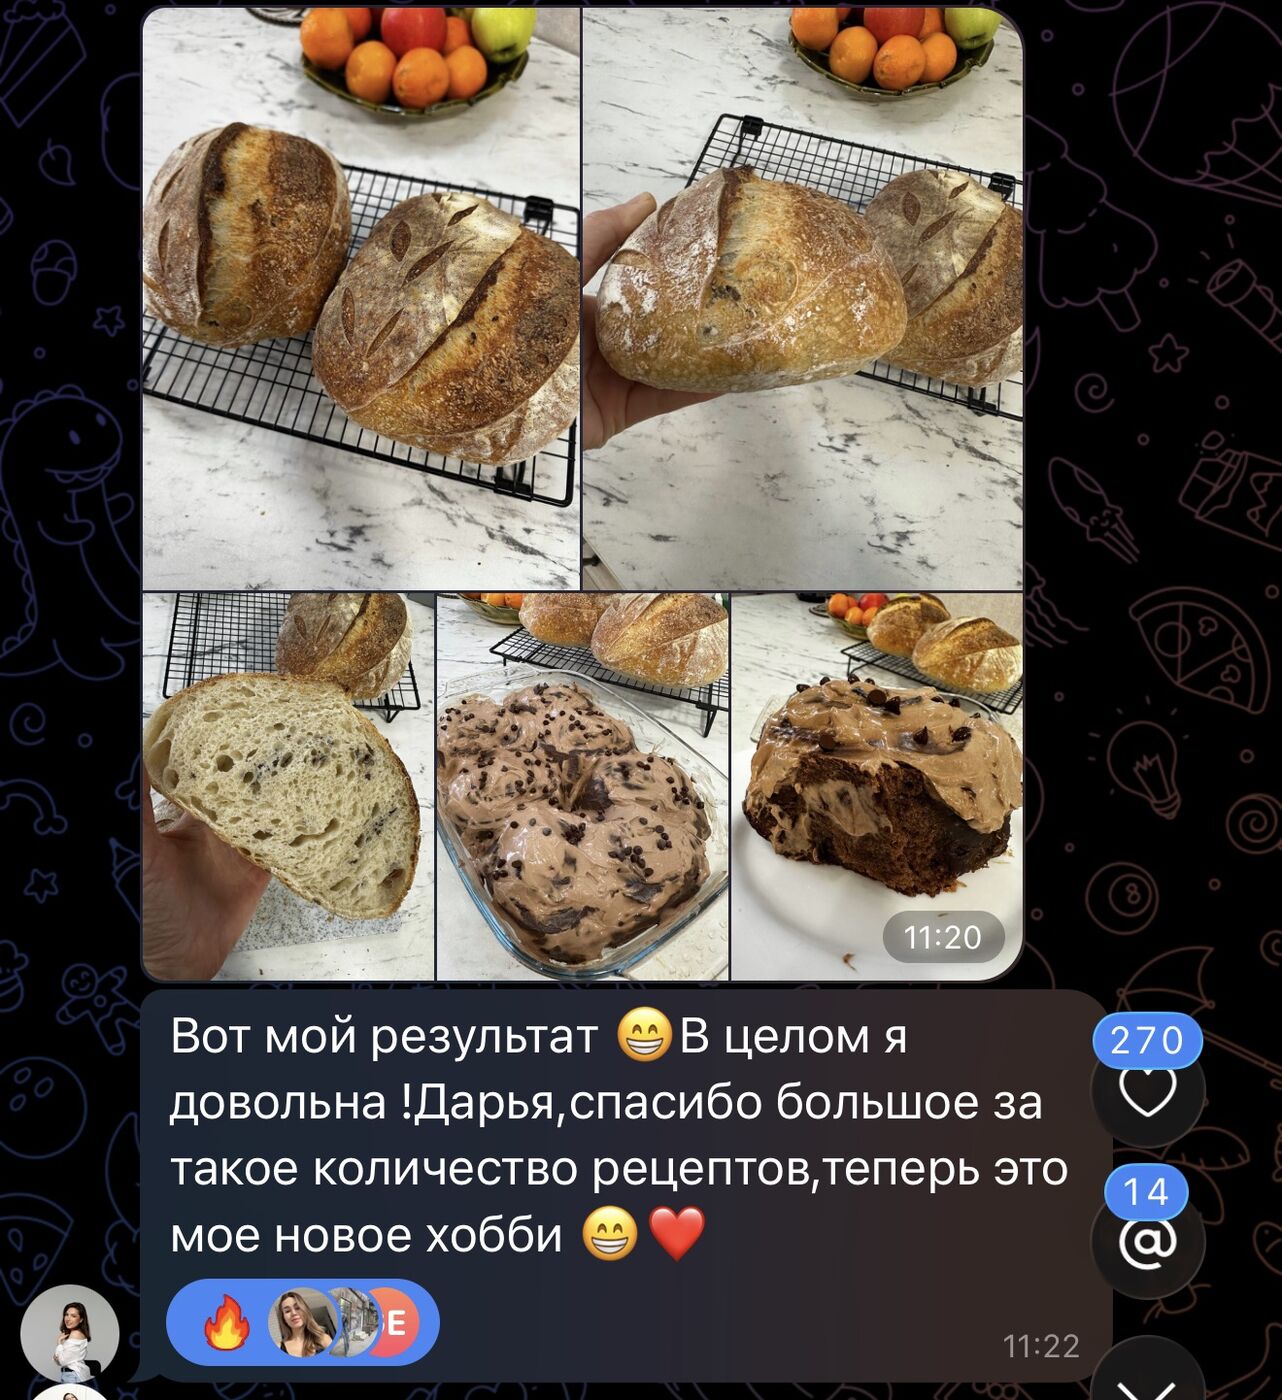 11:20
Вот мой результат 😁В целом я
довольна !Дарья,спасибо большое за
такое количество рецептов,теперь это
мое новое хобби 😁❤️
270
14
@
🔥 E
11:22